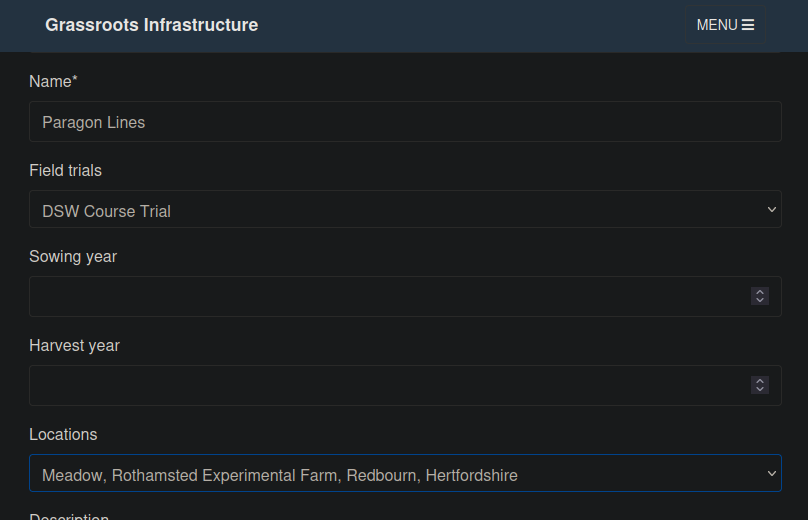 Grassroots Infrastructure
MENU
Name*
Paragon Lines
Field trials
DSW Course Trial
Sowing year
Harvest year
Locations
Meadow, Rothamsted Experimental Farm, Redbourn, Hertfordshire
Description